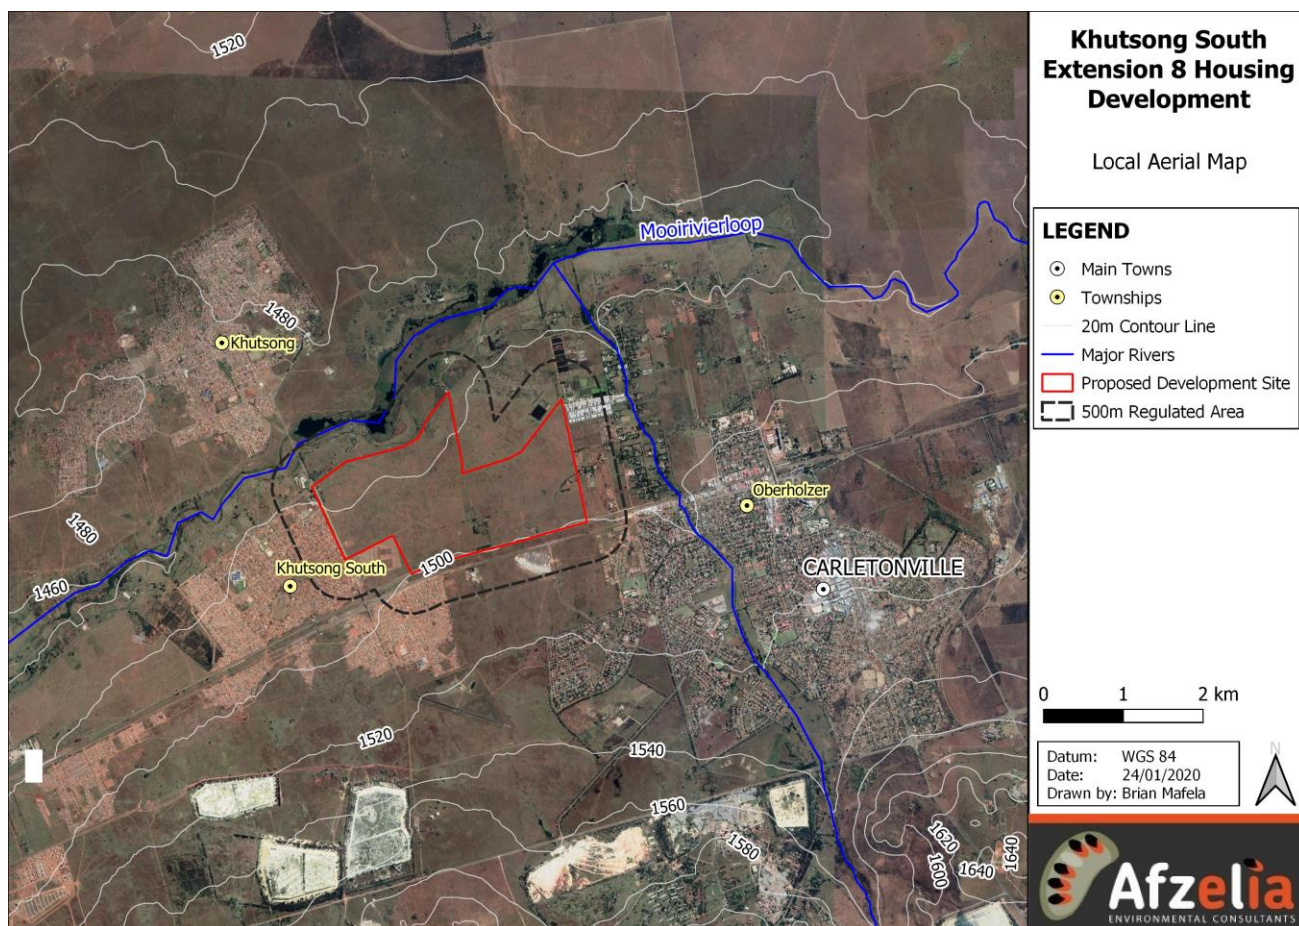 1520
Mooirivierloop
1480
Khutsong
1480
Oberholzer
1500
Khutsong South
CARLETONVILLE
1460
1520
1540
1560
1580
1620
1600
1640
1640
Khutsong South
Extension 8 Housing
Development
Local Aerial Map
LEGEND
Main Towns
Townships
20m Contour Line
Major Rivers
Proposed Development Site
500m Regulated Area
0 1 2 km
Datum: WGS 84
Date: 24/01/2020
Drawn by: Brian Mafela
N
Afzelia
ENVIRONMENTAL CONSULTANTS